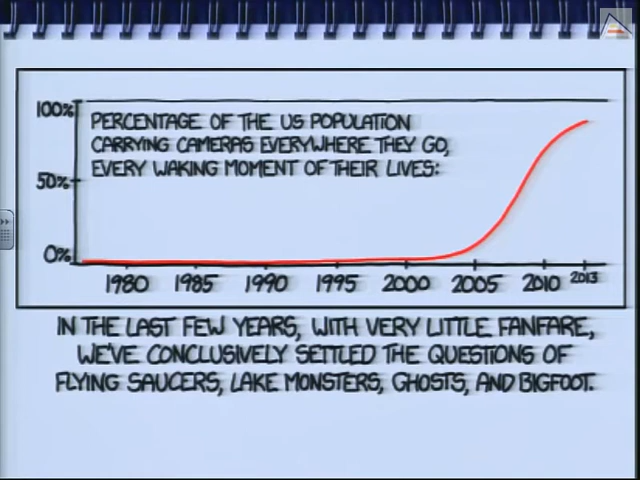 100%
PERCENTAGE OF THE US POPULATION
CARRYING CAMERAS EVERYWHERE THEY GO,
EVERY WAKING MOMENT OF THEIR LIVES:
50%
0%
1980 1985 1990 1995 2000 2005 2010 2013
IN THE LAST FEW YEARS, WITH VERY LITTLE FANFARE,
WE'VE CONCLUSIVELY SETTLED THE QUESTIONS OF
FLYING SAUCERS, LAKE MONSTERS, GHOSTS, AND BIGFOOT.